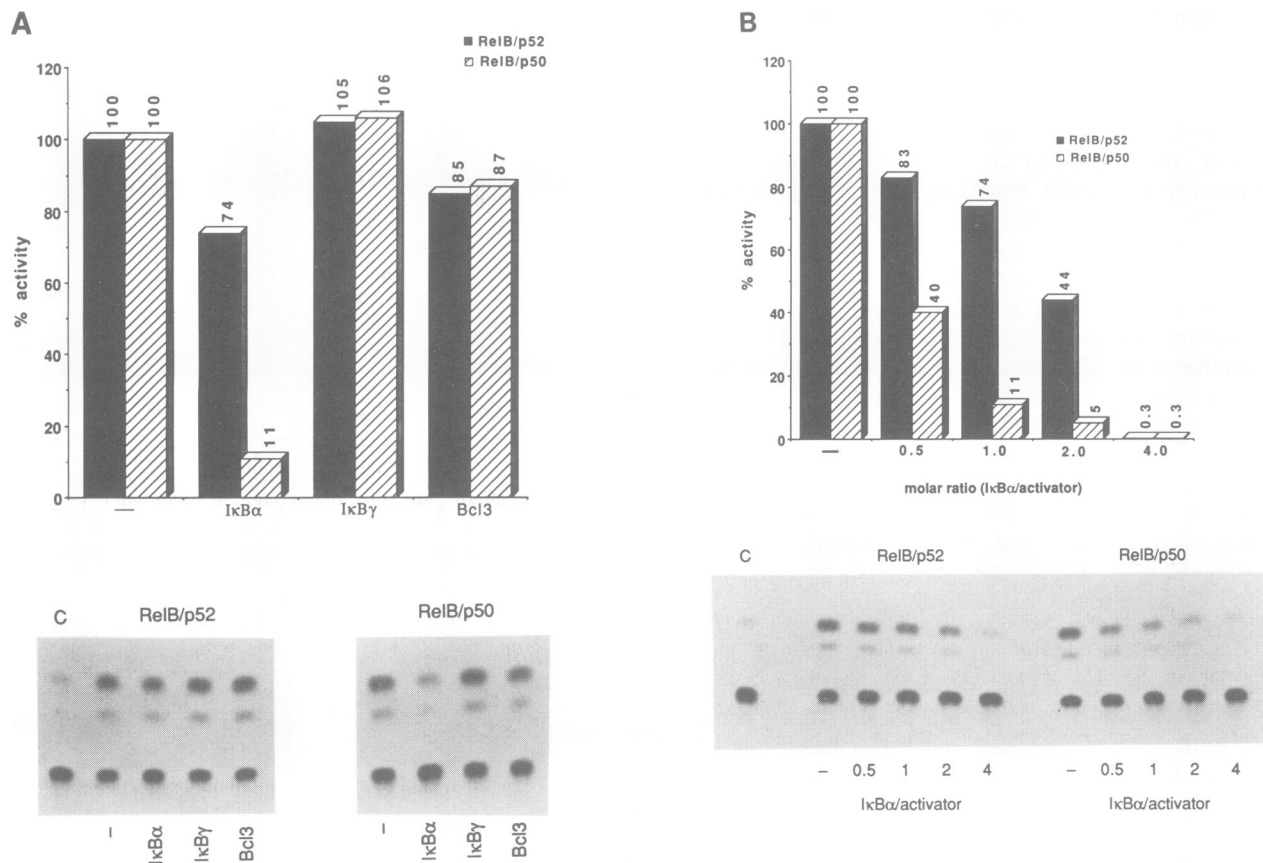 A
RelB/p52
RelB/p50
% activity
120
100
80
60
40
20
0
100
100
74
11
105
106
85
87
—
IκBα
IκBγ
Bcl3
C
RelB/p52
RelB/p50
–
IκBα
IκBγ
Bcl3
–
IκBα
IκBγ
Bcl3
B
RelB/p52
RelB/p50
% activity
120
100
80
60
40
20
0
100
100
83
40
74
11
44
5
0.3
0.3
—
0.5
1.0
2.0
4.0
molar ratio (IκBα/activator)
C
RelB/p52
RelB/p50
– 0.5 1 2 4
– 0.5 1 2 4
IκBα/activator
IκBα/activator